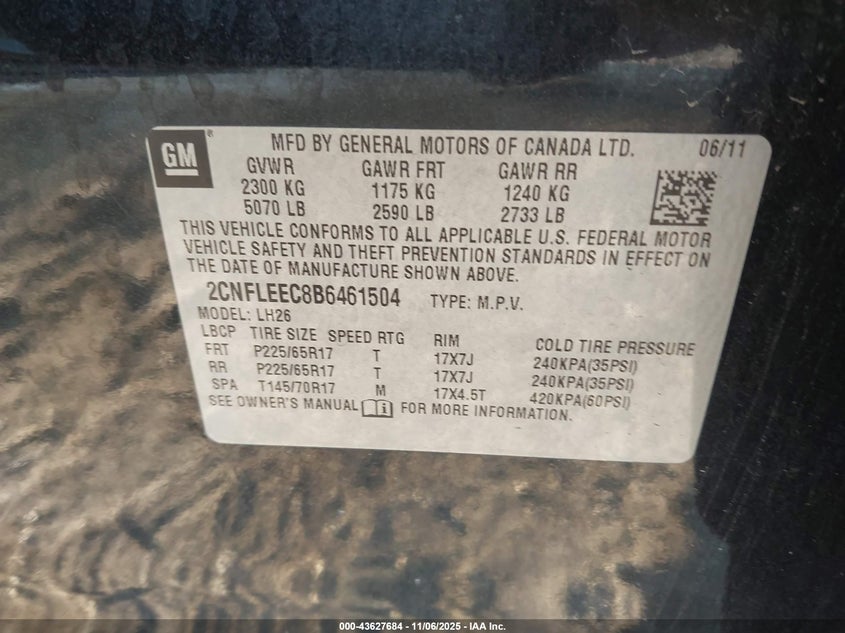 GM ® MFD BY GENERAL MOTORS OF CANADA LTD. 06/11
GVWR GAWR FRT GAWR RR
2300 KG 1175 KG 1240 KG
5070 LB 2590 LB 2733 LB
THIS VEHICLE CONFORMS TO ALL APPLICABLE U.S. FEDERAL MOTOR
VEHICLE SAFETY AND THEFT PREVENTION STANDARDS IN EFFECT ON
THE DATE OF MANUFACTURE SHOWN ABOVE.
2CNFLEEC8B6461504 TYPE: M.P.V.
MODEL: LH26
LBCP TIRE SIZE SPEED RTG RIM COLD TIRE PRESSURE
FRT P225/65R17 T 17X7J 240KPA(35PSI)
RR P225/65R17 T 17X7J 240KPA(35PSI)
SPA T145/70R17 M 17X4.5T 420KPA(60PSI)
SEE OWNER'S MANUAL i FOR MORE INFORMATION.
000-43627684 - 11/06/2025 - IAA Inc.